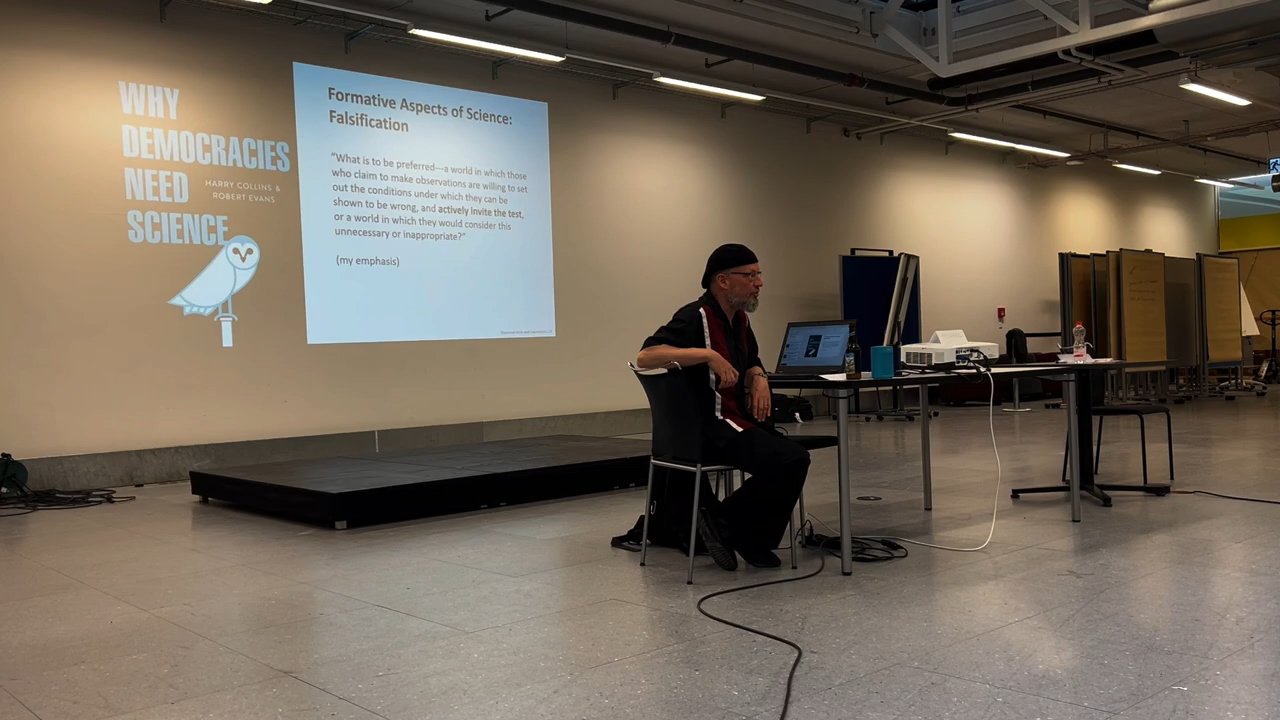 WHY
DEMOCRACIES
NEED
HARRY COLLINS &
ROBERT EVANS
SCIENCE
Formative Aspects of Science:
Falsification
“What is to be preferred—a world in which those
who claim to make observations are willing to set
out the conditions under which they can be
shown to be wrong, and actively invite the test,
or a world in which they would consider this
unnecessary or inappropriate?”
(my emphasis)